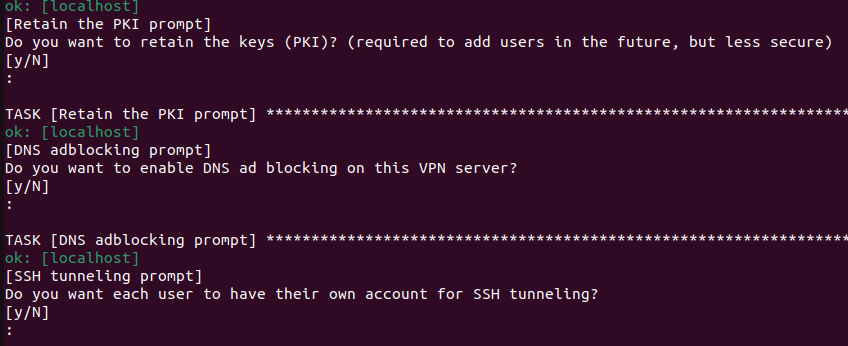 ok: [localhost]
[Retain the PKI prompt]
Do you want to retain the keys (PKI)? (required to add users in the future, but less secure)
[y/N]
:
TASK [Retain the PKI prompt] *****************************************************************
ok: [localhost]
[DNS adblocking prompt]
Do you want to enable DNS ad blocking on this VPN server?
[y/N]
:
TASK [DNS adblocking prompt] *****************************************************************
ok: [localhost]
[SSH tunneling prompt]
Do you want each user to have their own account for SSH tunneling?
[y/N]
: